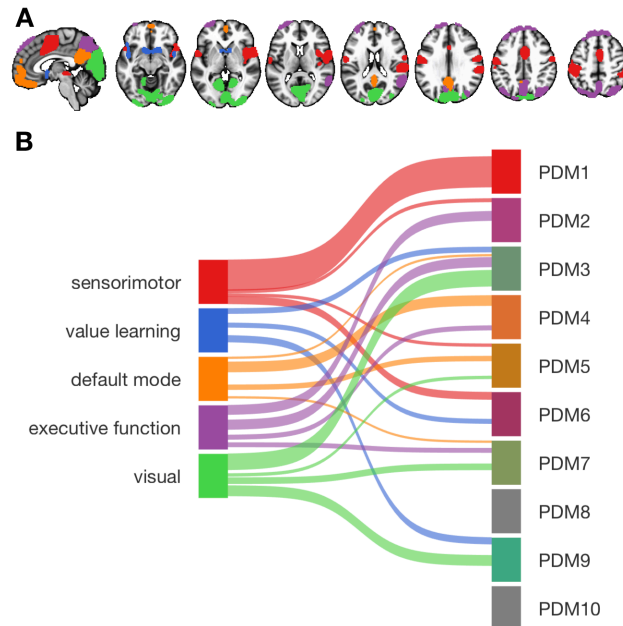 A
B
PDM1
PDM2
sensorimotor
PDM3
value learning
PDM4
default mode
PDM5
executive function
PDM6
visual
PDM7
PDM8
PDM9
PDM10